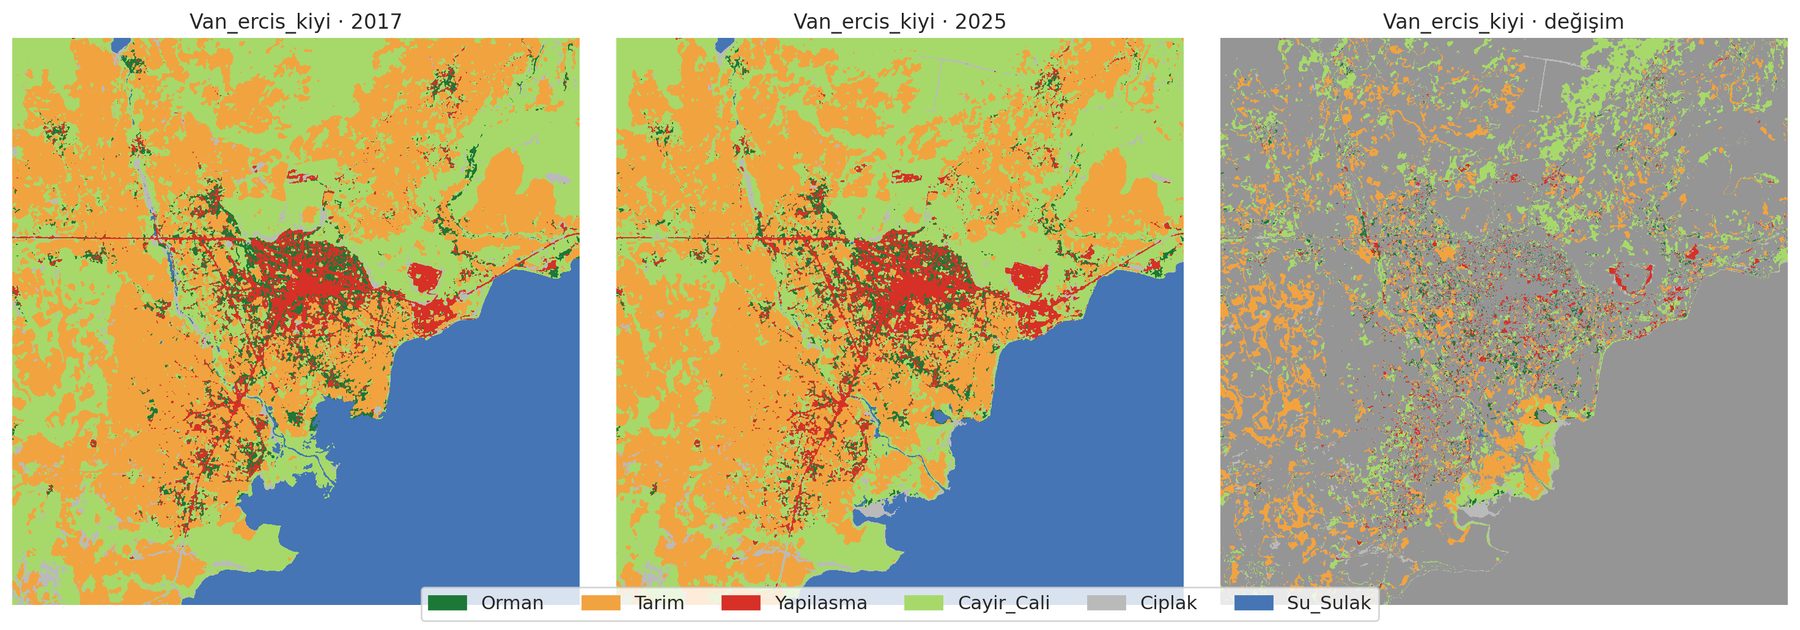 Van_ercis_kiyi · 2017
Van_ercis_kiyi · 2025
Van_ercis_kiyi · değişim
Orman
Tarim
Yapilasma
Cayir_Cali
Ciplak
Su_Sulak